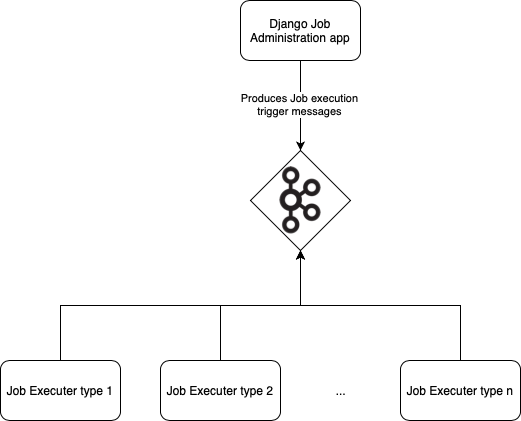 Django Job
Administration app
Produces Job execution
trigger messages
Job Executer type 1
Job Executer type 2
...
Job Executer type n